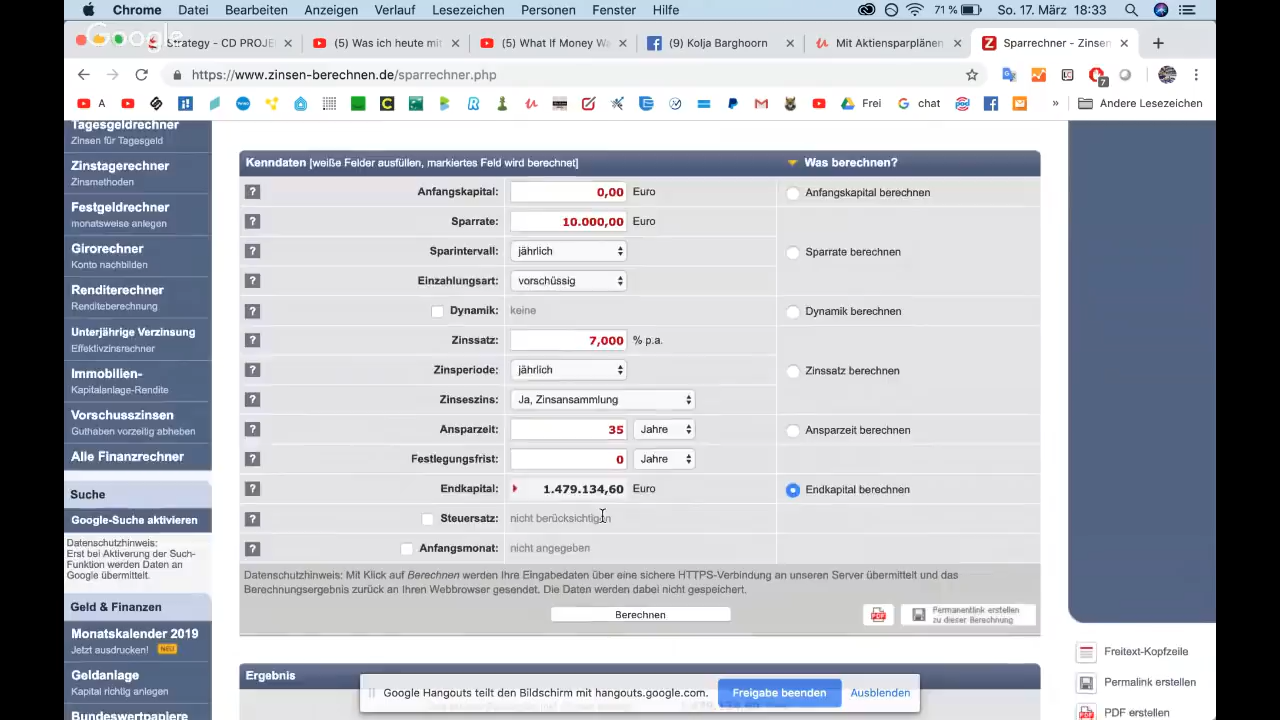 Chrome Datei Bearbeiten Anzeigen Verlauf Lesezeichen Personen Fenster Hilfe 71 % So. 17. März 18:33
Google
Strategy - CD PROJE
(5) Was ich heute mit
(5) What If Money Wa
(9) Kolja Barghoorn
Mit Aktiensparplänen
Sparrechner - Zinsen
https://www.zinsen-berechnen.de/sparrechner.php
7
A
Frei
chat
» Andere Lesezeichen
Tagesgeldrechner
Zinsen für Tagesgeld
Zinstagerechner
Zinsmethoden
Festgeldrechner
monatsweise anlegen
Girorechner
Konto nachbilden
Renditerechner
Renditeberechnung
Unterjährige Verzinsung
Effektivzinsrechner
Immobilien-
Kapitalanlage-Rendite
Vorschusszinsen
Guthaben vorzeitig abheben
Alle Finanzrechner
Suche
Google-Suche aktivieren
Datenschutzhinweis:
Erst bei Aktivierung der Such-
Funktion werden Daten an
Google übermittelt.
Geld & Finanzen
Monatskalender 2019
Jetzt ausdrucken! NEU
Geldanlage
Kapital richtig anlegen
Bundeswertpapiere
Kenndaten [weiße Felder ausfüllen, markiertes Feld wird berechnet] Was berechnen?
? Anfangskapital: 0,00 Euro Anfangskapital berechnen
? Sparrate: 10.000,00 Euro
? Sparintervall: jährlich Sparrate berechnen
? Einzahlungsart: vorschüssig
? Dynamik: keine Dynamik berechnen
? Zinssatz: 7,000 % p.a.
? Zinsperiode: jährlich Zinssatz berechnen
? Zinseszins: Ja, Zinsansammlung
? Ansparzeit: 35 Jahre Ansparzeit berechnen
? Festlegungsfrist: 0 Jahre
? Endkapital: 1.479.134,60 Euro Endkapital berechnen
? Steuersatz: nicht berücksichtigen
? Anfangsmonat: nicht angegeben
Datenschutzhinweis: Mit Klick auf Berechnen werden Ihre Eingabedaten über eine sichere HTTPS-Verbindung an unseren Server übermittelt und das
Berechnungsergebnis zurück an Ihren Webbrowser gesendet. Die Daten werden dabei nicht gespeichert.
Berechnen
PDF
Permanentlink erstellen
zu dieser Berechnung
Ergebnis
Google Hangouts teilt den Bildschirm mit hangouts.google.com. Freigabe beenden Ausblenden
Freitext-Kopfzeile
Permalink erstellen
PDF erstellen